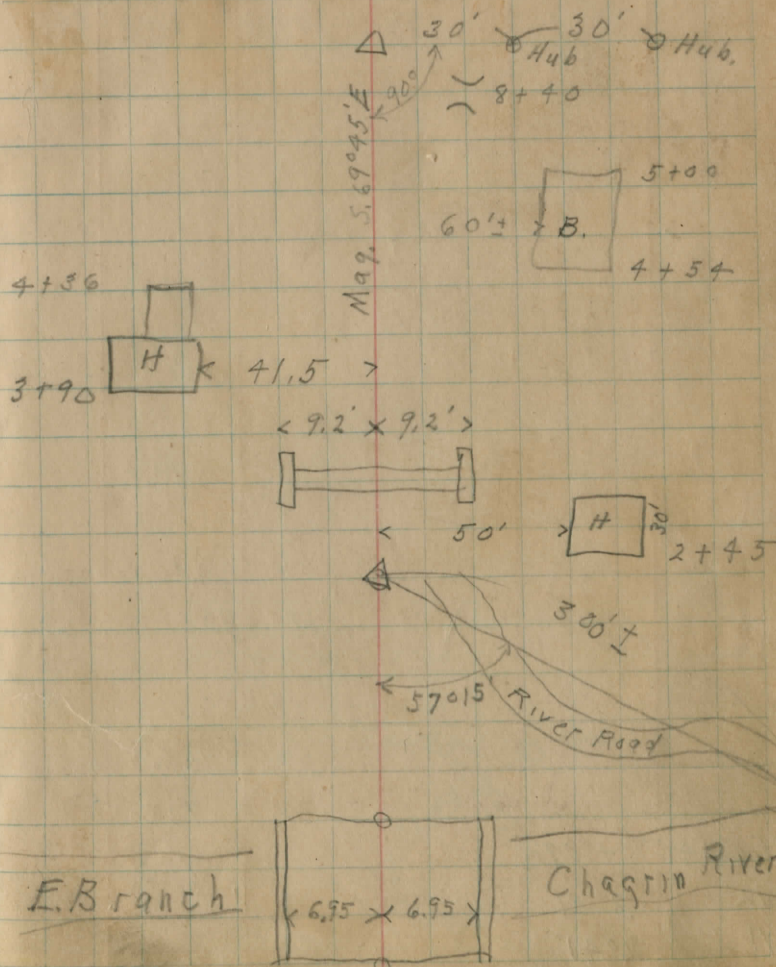 30' 30'
Hub Hub.
90°
8+40
Mag. S.69°45'E
5+00
60'± B.
4+54
4+36
H 41.5
3+90
9.2' 9.2'
50' H 30'
2+45
300'±
57°15'
River Road
E. Branch 6.95 6.95 Chagrin River